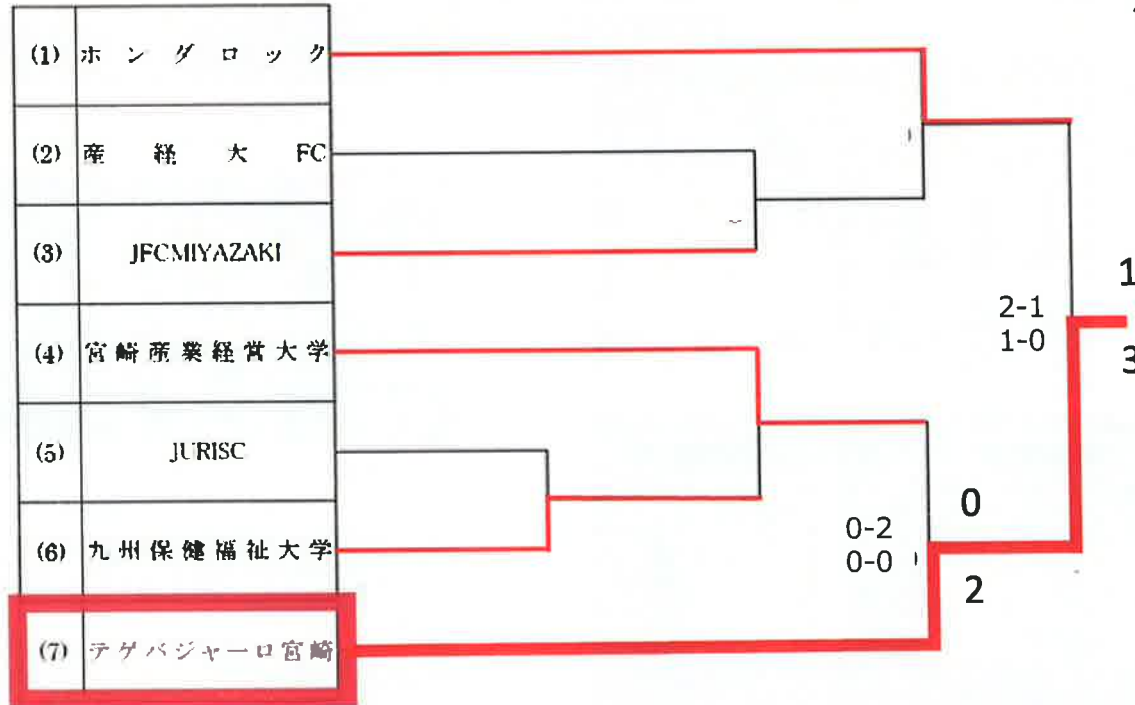 (1) ホンダロック
(2) 産経大FC
(3) JFCMIYAZAKI
(4) 宮崎産業経営大学
(5) JURISC
(6) 九州保健福祉大学
(7) テゲバジャーロ宮崎
2-1
1-0
1
3
0-2
0-0
0
2